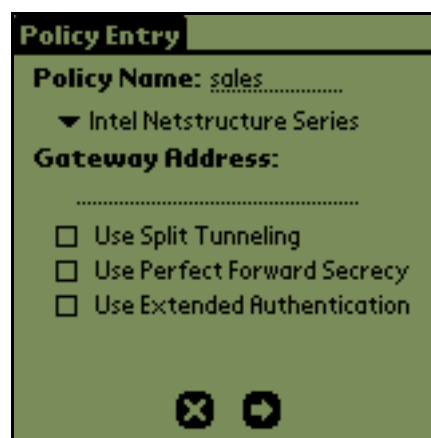 Policy Entry
Policy Name: sales
Intel Netstructure Series
Gateway Address:
Use Split Tunneling
Use Perfect Forward Secrecy
Use Extended Authentication